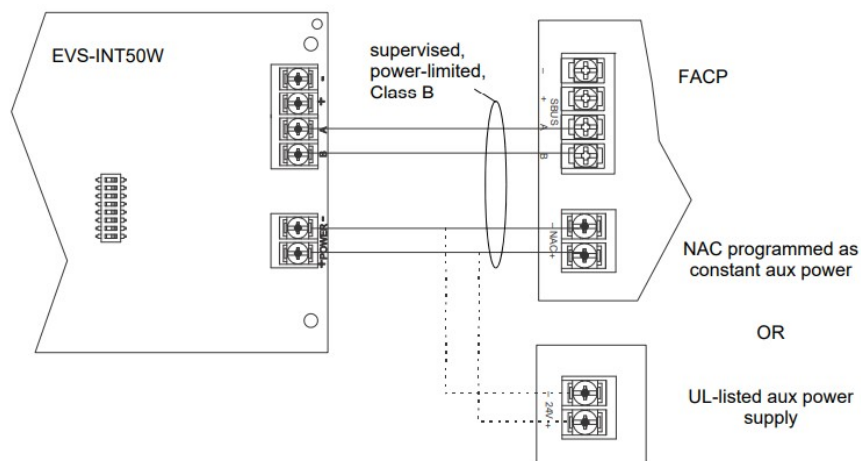 EVS-INT50W
-
+
A
B
- POWER +
supervised,
power-limited,
Class B
FACP
-
+
SBUS
A
B
- NAC+
NAC programmed as
constant aux power
OR
- 24V +
UL-listed aux power
supply